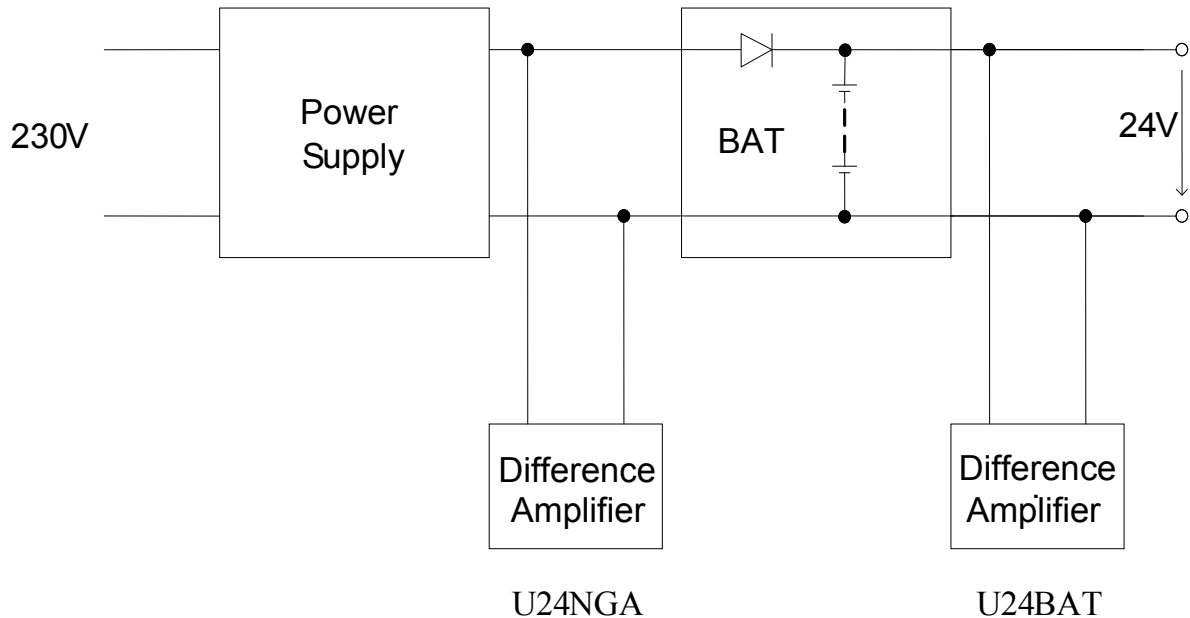 230V
Power
Supply
BAT
24V
Difference
Amplifier
Difference
Amplifier
U24NGA
U24BAT